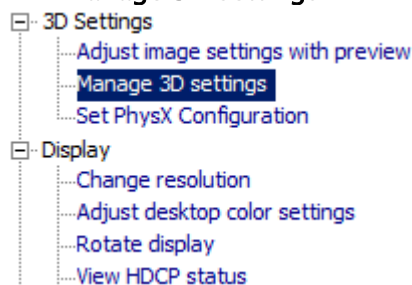 3D Settings
Adjust image settings with preview
Manage 3D settings
Set PhysX Configuration
Display
Change resolution
Adjust desktop color settings
Rotate display
View HDCP status